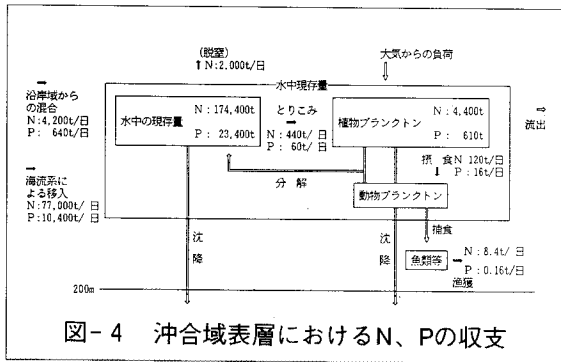 (脱窒)
N:2,000t/日
大気からの負荷
水中現存量
沿岸域から
の混合
N:4,200t/日
P: 640t/日
海流系に
よる移入
N:77,000t/日
P:10,400t/日
水中の現存量
N:174,400t
P: 23,400t
とりこみ
N:440t/日
P: 60t/日
植物プランクトン
N: 4,400t
P: 610t
流出
分解
摂食 N 120t/日
P:16t/日
動物プランクトン
捕食
魚類等
N:8.4t/日
P:0.16t/日
漁獲
沈降
沈降
200m
図-4 沖合域表層におけるN、Pの収支